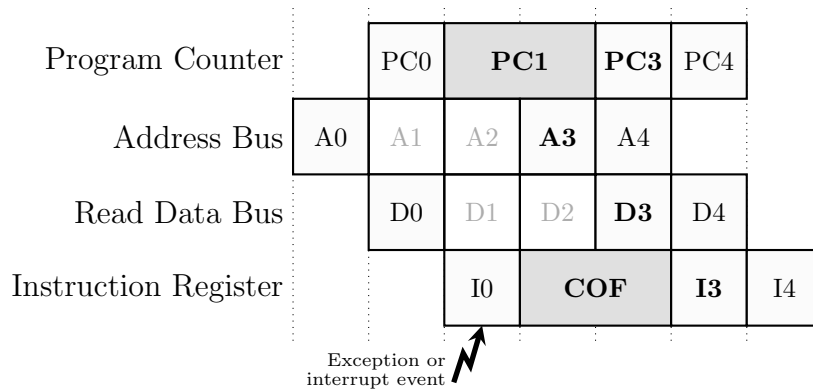 Program Counter PC0 PC1 PC3 PC4
Address Bus A0 A1 A2 A3 A4
Read Data Bus D0 D1 D2 D3 D4
Instruction Register I0 COF I3 I4
Exception or
interrupt event